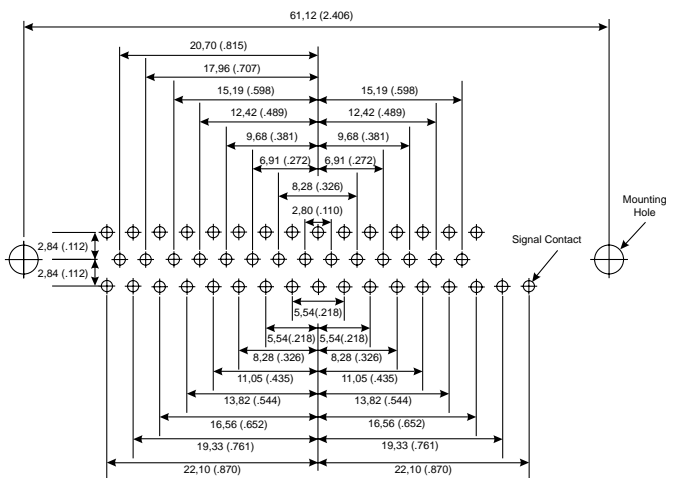 61,12 (2.406)
20,70 (.815)
17,96 (.707)
15,19 (.598) 15,19 (.598)
12,42 (.489) 12,42 (.489)
9,68 (.381) 9,68 (.381)
6,91 (.272) 6,91 (.272)
8,28 (.326)
2,80 (.110)
Mounting
Hole
Signal Contact
2,84 (.112)
2,84 (.112)
5,54(.218)
5,54(.218) 5,54(.218)
8,28 (.326) 8,28 (.326)
11,05 (.435) 11,05 (.435)
13,82 (.544) 13,82 (.544)
16,56 (.652) 16,56 (.652)
19,33 (.761) 19,33 (.761)
22,10 (.870) 22,10 (.870)